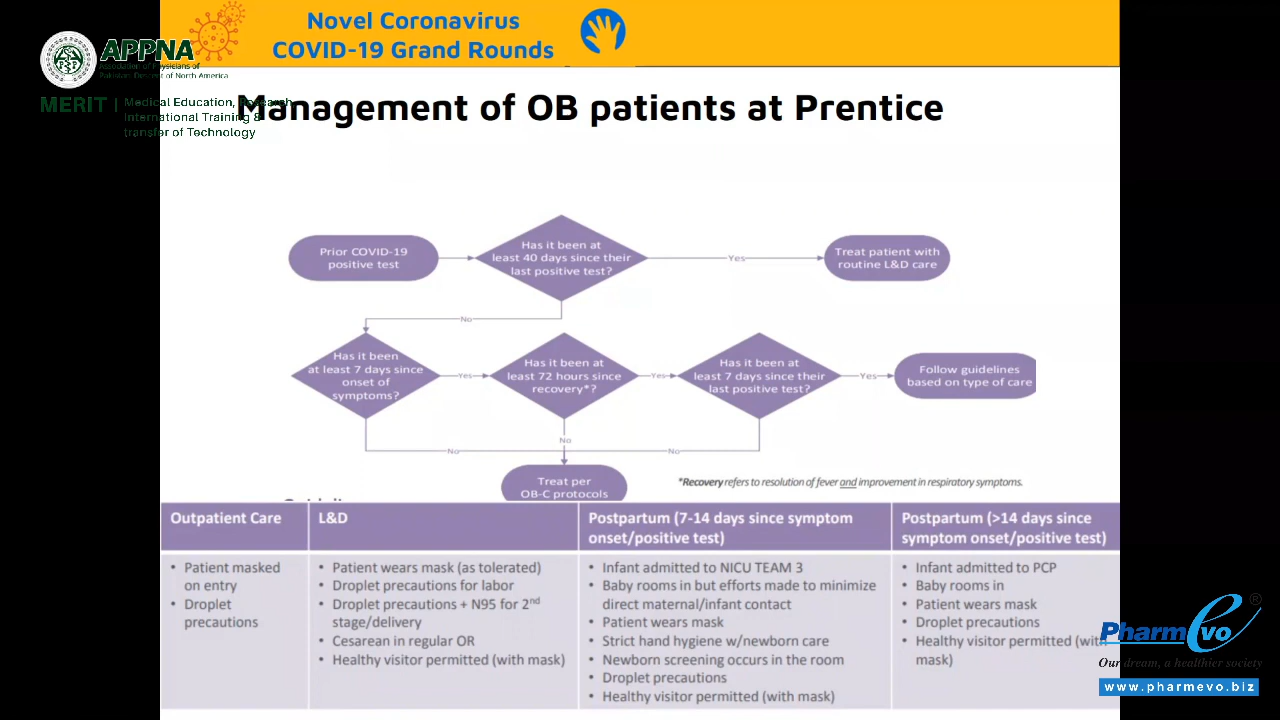 Novel Coronavirus
COVID-19 Grand Rounds
APPNA
Association of Physicians of
Pakistani Descent of North America
MERIT | Medical Education, Research
International Training &
transfer of Technology
Management of OB patients at Prentice
Prior COVID-19
positive test
Has it been at
least 40 days since their
last positive test?
Yes
Treat patient with
routine L&D care
No
Has it been
at least 7 days since
onset of
symptoms?
Yes
Has it been at
least 72 hours since
recovery*?
Yes
Has it been at
least 7 days since their
last positive test?
Yes
Follow guidelines
based on type of care
No
No
No
Treat per
OB-C protocols
*Recovery refers to resolution of fever and improvement in respiratory symptoms.
Outpatient Care
• Patient masked
on entry
• Droplet
precautions
L&D
• Patient wears mask (as tolerated)
• Droplet precautions for labor
• Droplet precautions + N95 for 2nd
stage/delivery
• Cesarean in regular OR
• Healthy visitor permitted (with mask)
Postpartum (7-14 days since symptom
onset/positive test)
• Infant admitted to NICU TEAM 3
• Baby rooms in but efforts made to minimize
direct maternal/infant contact
• Patient wears mask
• Strict hand hygiene w/newborn care
• Newborn screening occurs in the room
• Droplet precautions
• Healthy visitor permitted (with mask)
Postpartum (>14 days since
symptom onset/positive test)
• Infant admitted to PCP
• Baby rooms in
• Patient wears mask
• Droplet precautions
• Healthy visitor permitted (with
mask)
PharmEvo ®
Our dream, a healthier society
www.pharmevo.biz